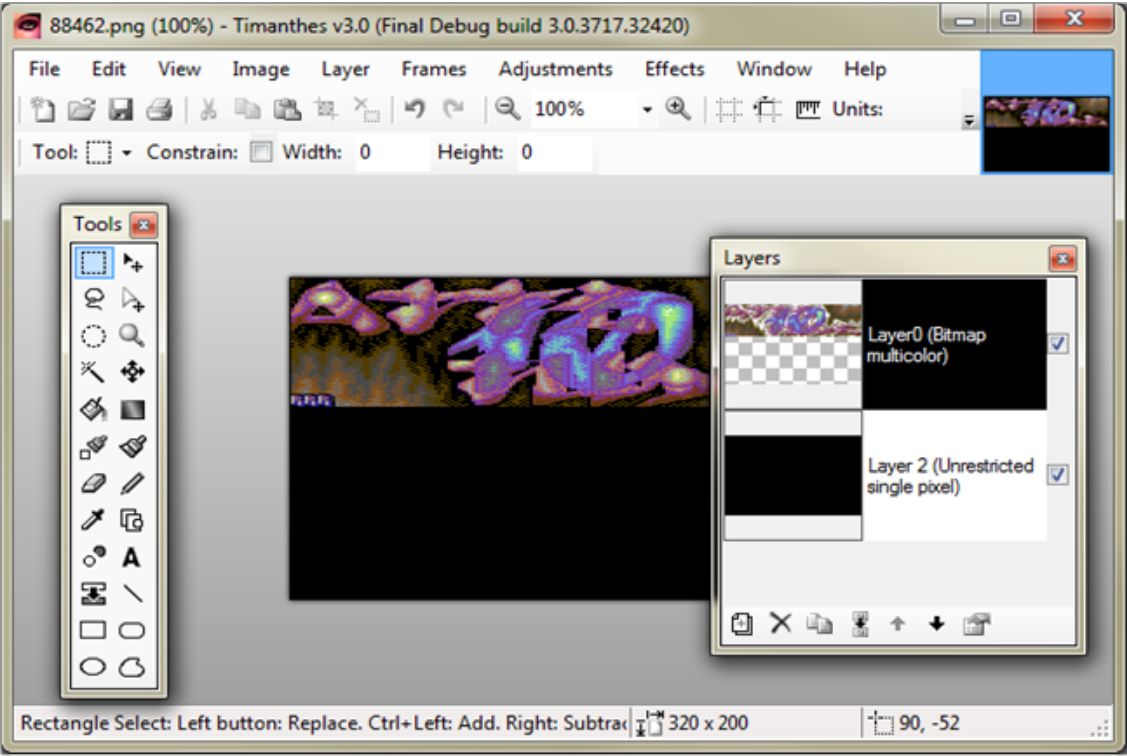 88462.png (100%) - Timanthes v3.0 (Final Debug build 3.0.3717.32420)
File Edit View Image Layer Frames Adjustments Effects Window Help
100% Units:
Tool: Constrain: Width: 0 Height: 0
Tools
A
Layers
Layer0 (Bitmap
multicolor)
Layer 2 (Unrestricted
single pixel)
Rectangle Select: Left button: Replace. Ctrl+Left: Add. Right: Subtrac 320 x 200 90, -52